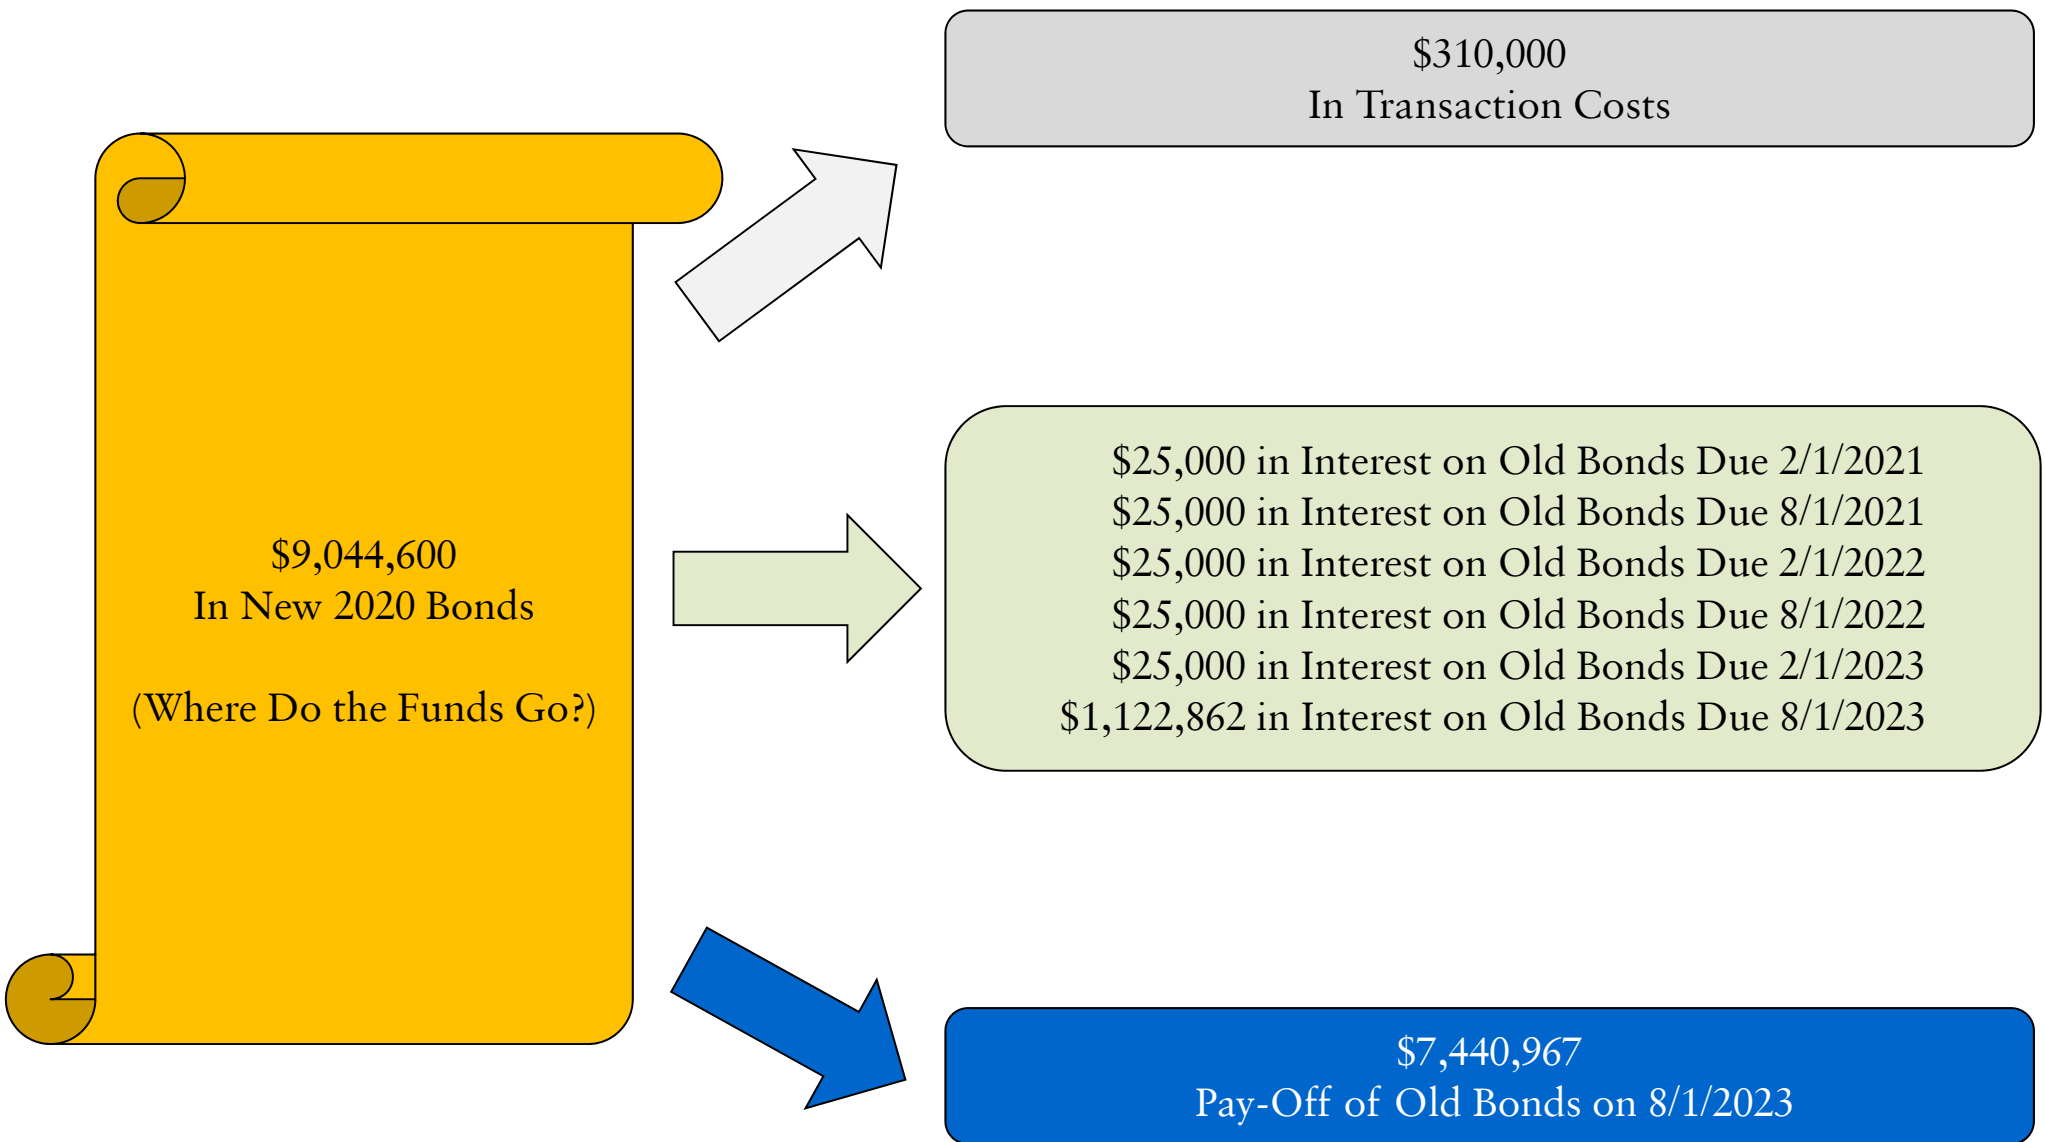 $310,000
In Transaction Costs
$9,044,600
In New 2020 Bonds
(Where Do the Funds Go?)
$25,000 in Interest on Old Bonds Due 2/1/2021
$25,000 in Interest on Old Bonds Due 8/1/2021
$25,000 in Interest on Old Bonds Due 2/1/2022
$25,000 in Interest on Old Bonds Due 8/1/2022
$25,000 in Interest on Old Bonds Due 2/1/2023
$1,122,862 in Interest on Old Bonds Due 8/1/2023
$7,440,967
Pay-Off of Old Bonds on 8/1/2023